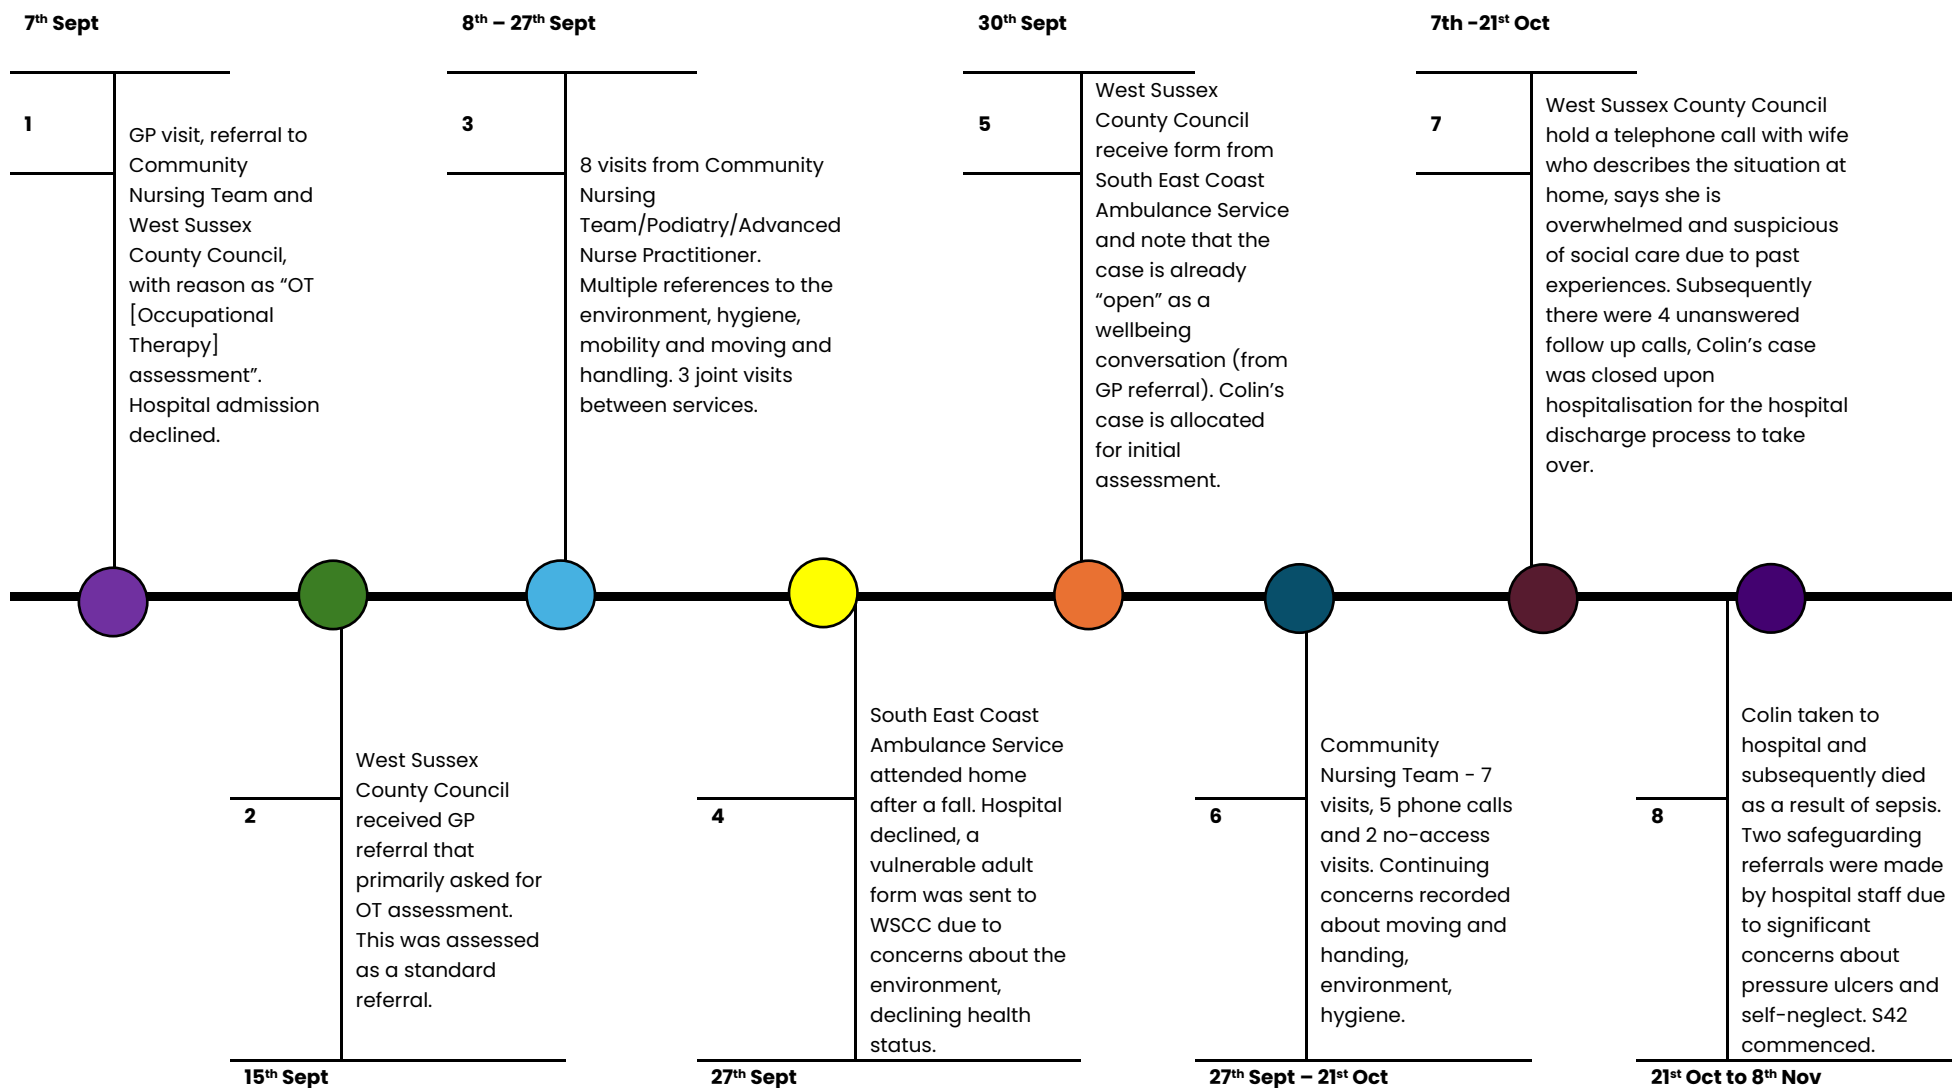 7th Sept
1
GP visit, referral to
Community
Nursing Team and
West Sussex
County Council,
with reason as “OT
[Occupational
Therapy]
assessment”.
Hospital admission
declined.
15th Sept
2
West Sussex
County Council
received GP
referral that
primarily asked for
OT assessment.
This was assessed
as a standard
referral.
8th – 27th Sept
3
8 visits from Community
Nursing
Team/Podiatry/Advanced
Nurse Practitioner.
Multiple references to the
environment, hygiene,
mobility and moving and
handling. 3 joint visits
between services.
27th Sept
4
South East Coast
Ambulance Service
attended home
after a fall. Hospital
declined, a
vulnerable adult
form was sent to
WSCC due to
concerns about the
environment,
declining health
status.
30th Sept
5
West Sussex
County Council
receive form from
South East Coast
Ambulance Service
and note that the
case is already
“open” as a
wellbeing
conversation (from
GP referral). Colin’s
case is allocated
for initial
assessment.
27th Sept – 21st Oct
6
Community
Nursing Team - 7
visits, 5 phone calls
and 2 no-access
visits. Continuing
concerns recorded
about moving and
handing,
environment,
hygiene.
7th -21st Oct
7
West Sussex County Council
hold a telephone call with wife
who describes the situation at
home, says she is
overwhelmed and suspicious
of social care due to past
experiences. Subsequently
there were 4 unanswered
follow up calls, Colin’s case
was closed upon
hospitalisation for the hospital
discharge process to take
over.
21st Oct to 8th Nov
8
Colin taken to
hospital and
subsequently died
as a result of sepsis.
Two safeguarding
referrals were made
by hospital staff due
to significant
concerns about
pressure ulcers and
self-neglect. S42
commenced.